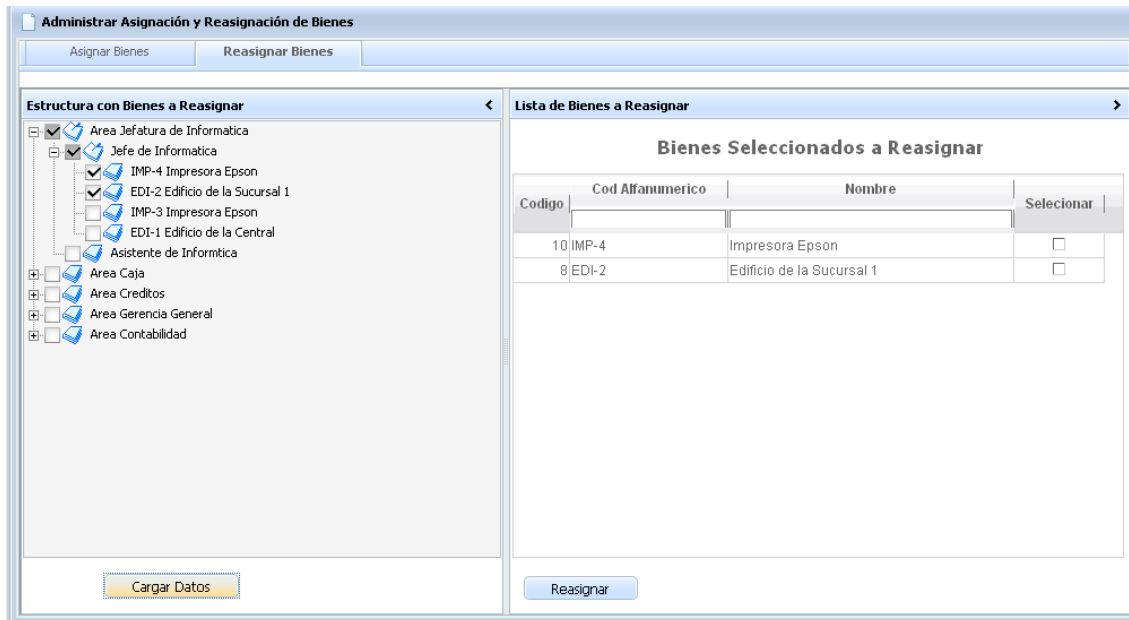 Administrar Asignación y Reasignación de Bienes
Asignar Bienes Reasignar Bienes
Estructura con Bienes a Reasignar
Area Jefatura de Informatica
Jefe de Informatica
IMP-4 Impresora Epson
EDI-2 Edificio de la Sucursal 1
IMP-3 Impresora Epson
EDI-1 Edificio de la Central
Asistente de Informtica
Area Caja
Area Creditos
Area Gerencia General
Area Contabilidad
Cargar Datos
Lista de Bienes a Reasignar
Bienes Seleccionados a Reasignar
Codigo Cod Alfanumerico Nombre Selecionar
10 IMP-4 Impresora Epson
8 EDI-2 Edificio de la Sucursal 1
Reasignar